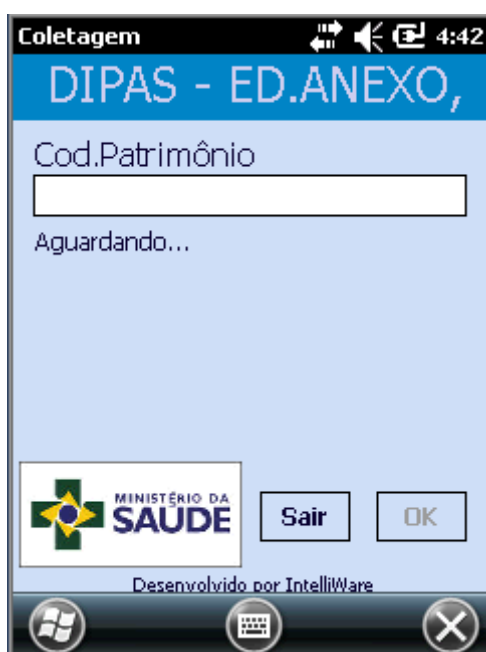 Coletagem 4:42
DIPAS - ED.ANEXO,
Cod.Patrimônio
Aguardando...
MINISTÉRIO DA
SAÚDE
Sair OK
Desenvolvido por IntelliWare